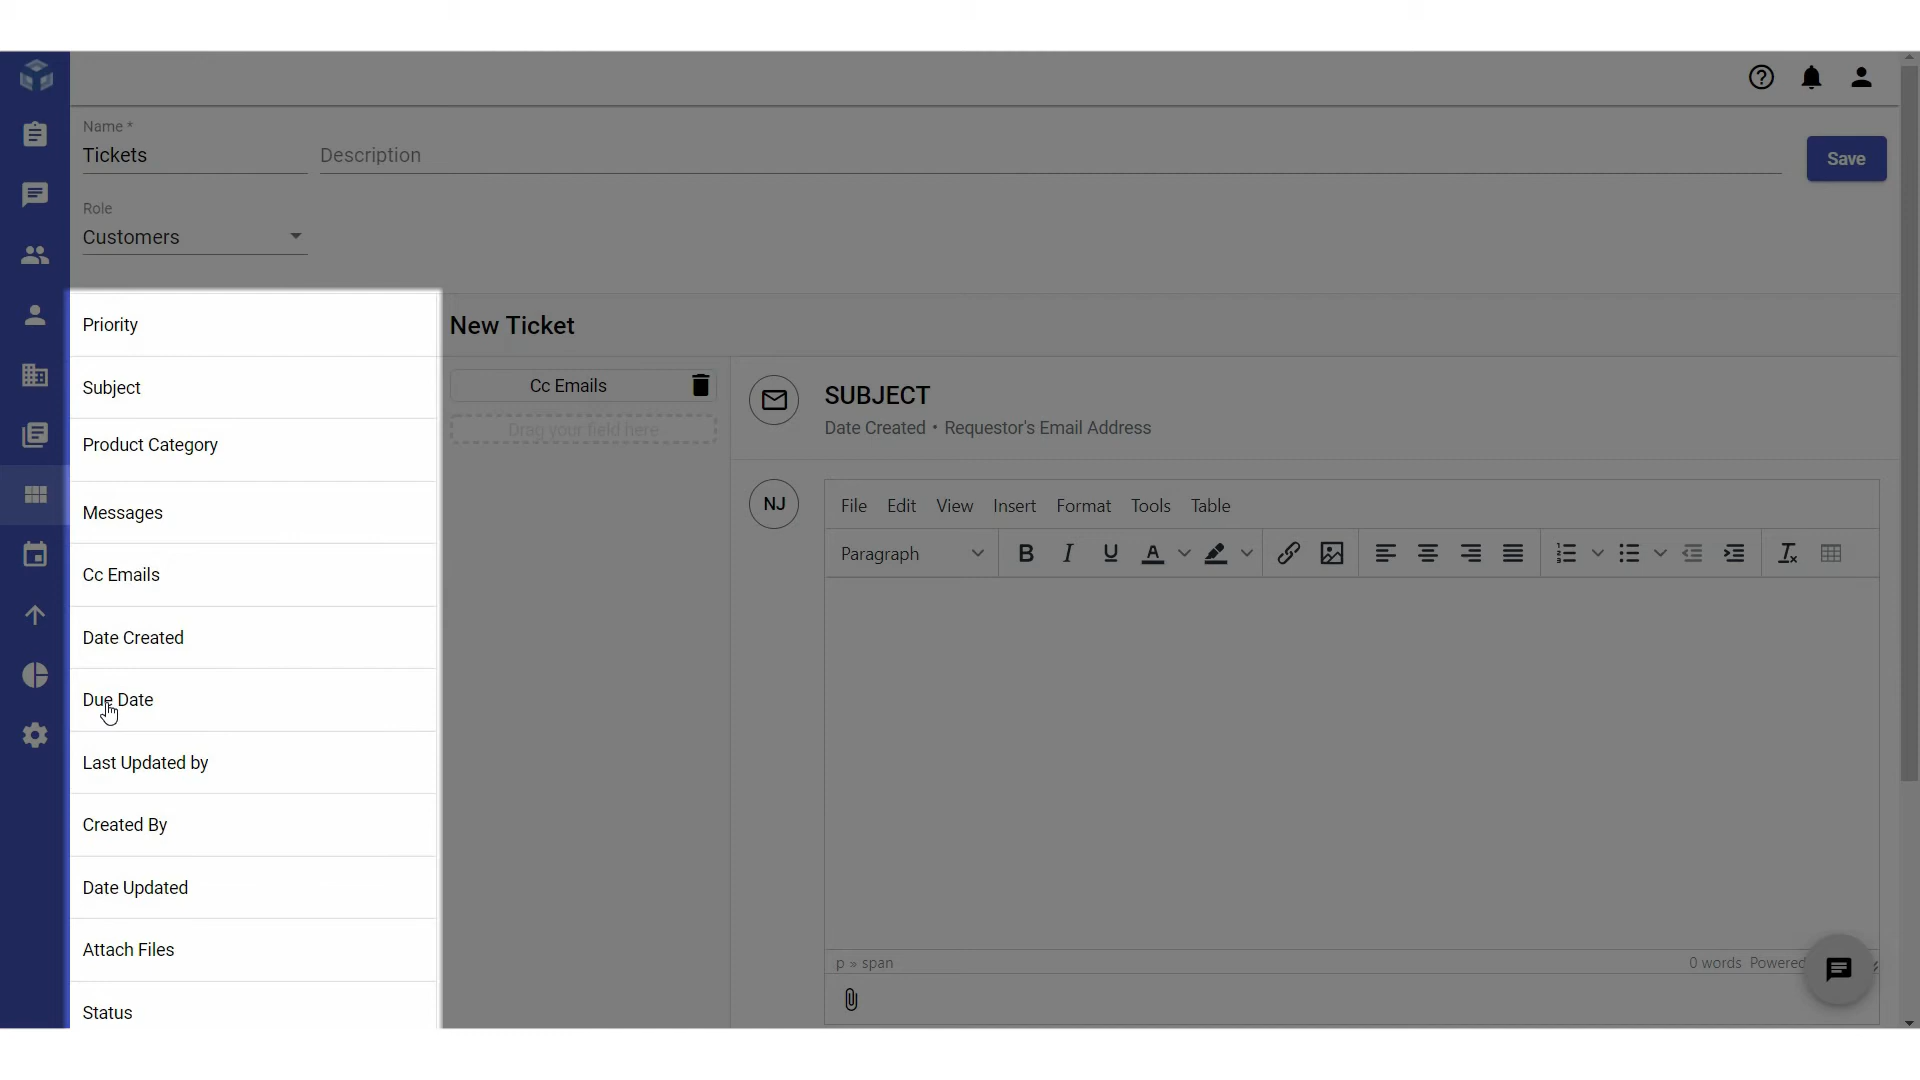 Name *
Tickets
Description
Save
Role
Customers
Priority
Subject
Product Category
Messages
Cc Emails
Date Created
Due Date
Last Updated by
Created By
Date Updated
Attach Files
Status
New Ticket
Cc Emails
Drag your field here
SUBJECT
Date Created • Requestor's Email Address
NJ
File Edit View Insert Format Tools Table
Paragraph
p » span
0 words Powered